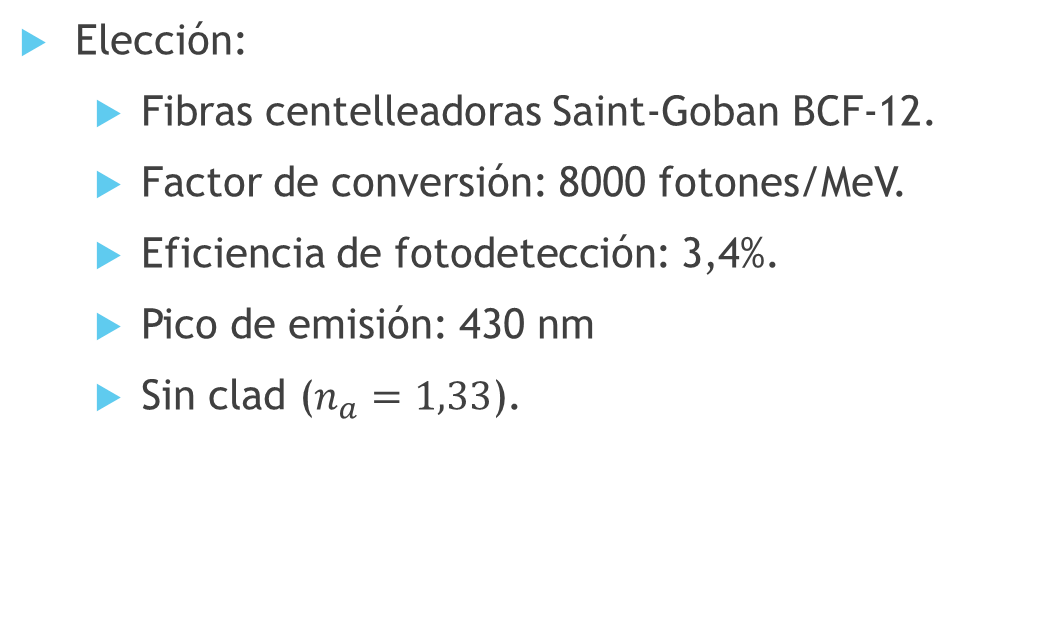 Elección:
Fibras centelleadoras Saint-Goban BCF-12.
Factor de conversión: 8000 fotones/MeV.
Eficiencia de fotodetección: 3,4%.
Pico de emisión: 430 nm
Sin clad (nₐ = 1,33).